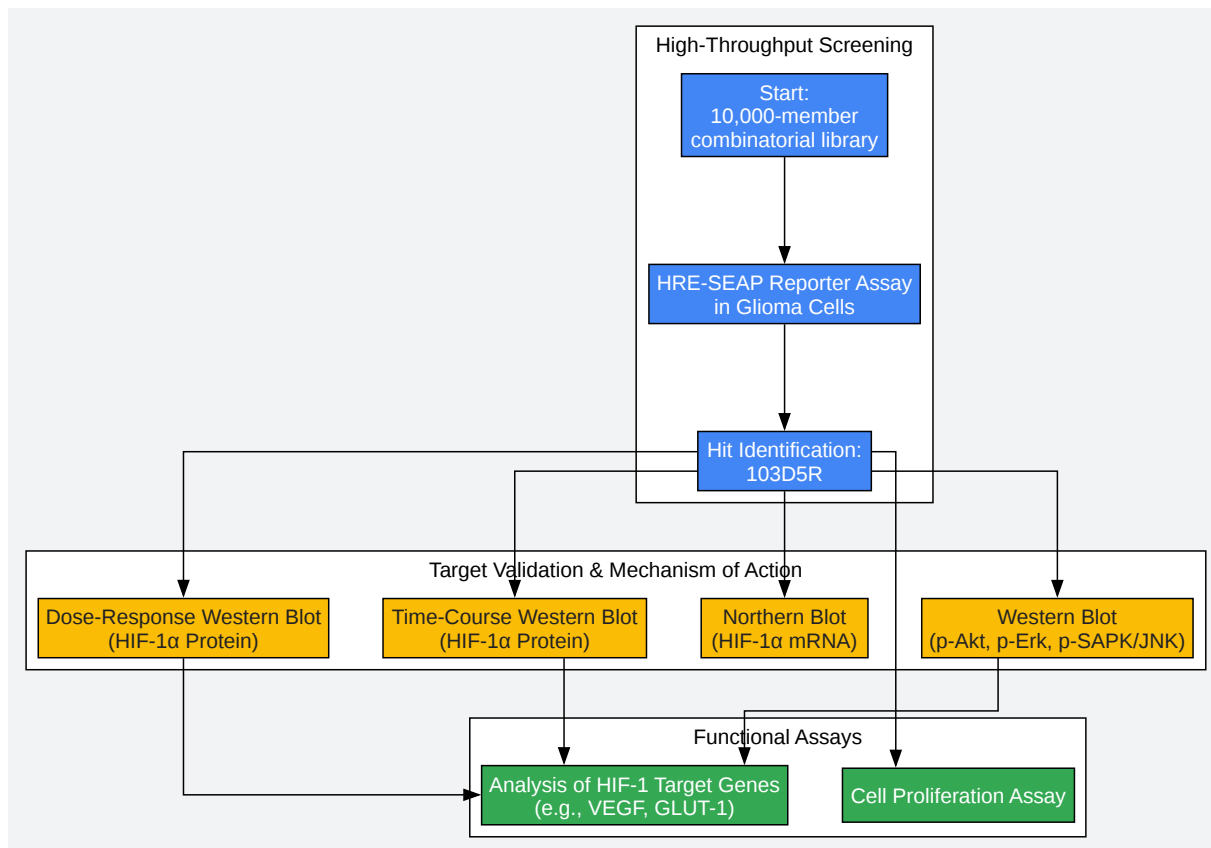 High-Throughput Screening
Start:
10,000-member
combinatorial library
HRE-SEAP Reporter Assay
in Glioma Cells
Hit Identification:
103D5R
Target Validation & Mechanism of Action
Dose-Response Western Blot
(HIF-1α Protein)
Time-Course Western Blot
(HIF-1α Protein)
Northern Blot
(HIF-1α mRNA)
Western Blot
(p-Akt, p-Erk, p-SAPK/JNK)
Functional Assays
Analysis of HIF-1 Target Genes
(e.g., VEGF, GLUT-1)
Cell Proliferation Assay